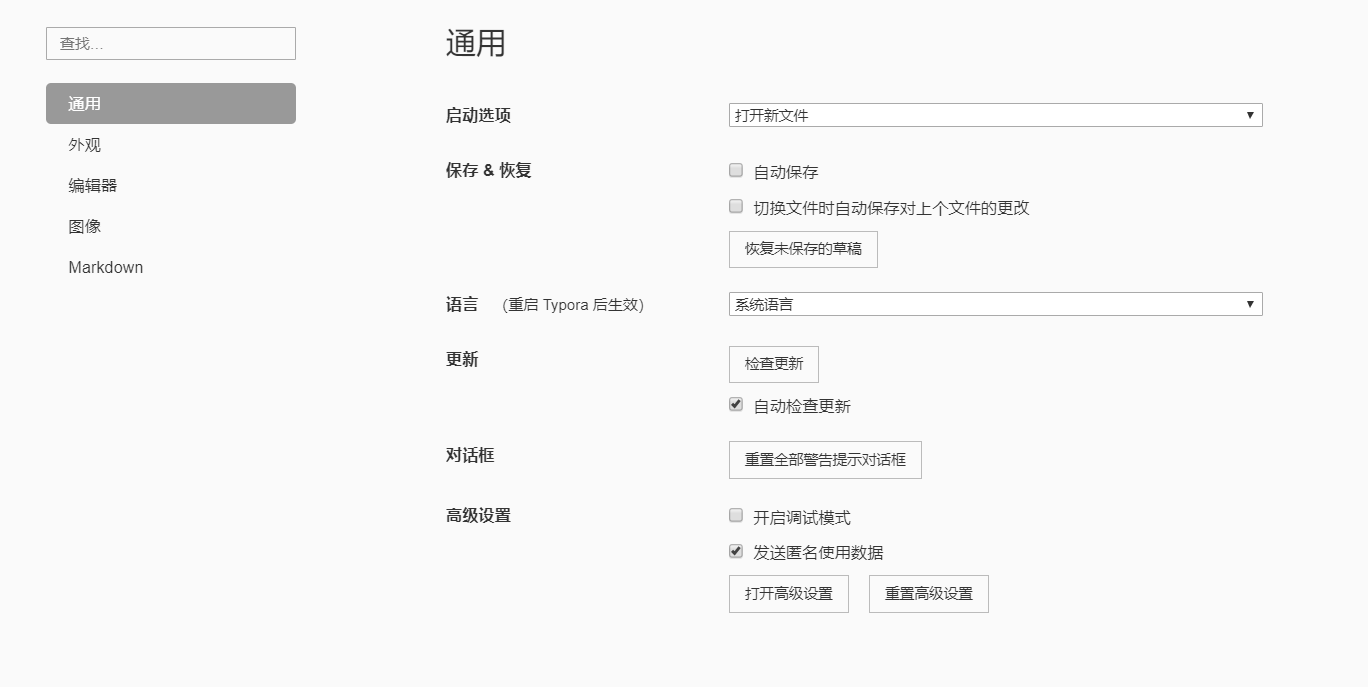 查找...
通用
外观
编辑器
图像
Markdown
通用
启动选项
打开新文件
保存 & 恢复
自动保存
切换文件时自动保存对上个文件的更改
恢复未保存的草稿
语言 (重启 Typora 后生效)
系统语言
更新
检查更新
自动检查更新
对话框
重置全部警告提示对话框
高级设置
开启调试模式
发送匿名使用数据
打开高级设置 重置高级设置